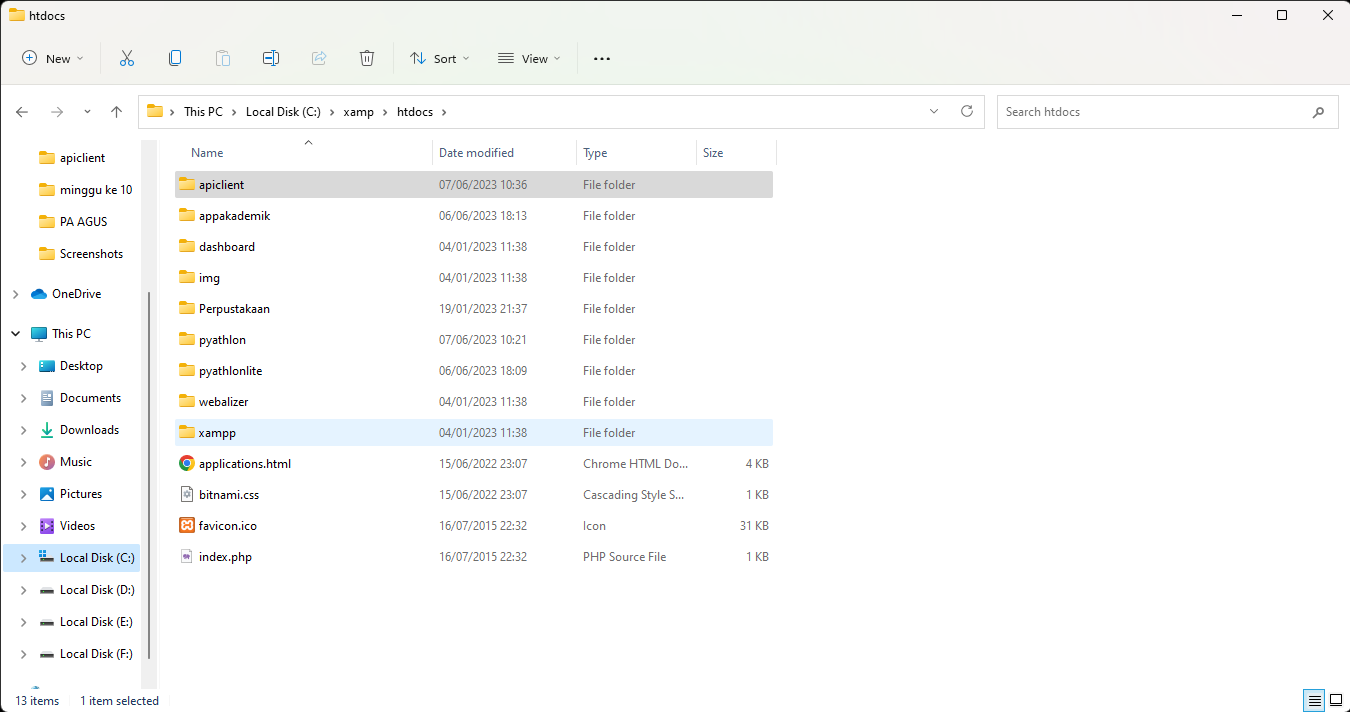 htdocs
New
Sort
View
This PC
Local Disk (C:)
xamp
htdocs
Search htdocs
apiclient
minggu ke 10
PA AGUS
Screenshots
OneDrive
This PC
Desktop
Documents
Downloads
Music
Pictures
Videos
Local Disk (C:)
Local Disk (D:)
Local Disk (E:)
Local Disk (F:)
Name Date modified Type Size
apiclient 07/06/2023 10:36 File folder
appakademik 06/06/2023 18:13 File folder
dashboard 04/01/2023 11:38 File folder
img 04/01/2023 11:38 File folder
Perpustakaan 19/01/2023 21:37 File folder
pyathlon 07/06/2023 10:21 File folder
pyathlonlite 06/06/2023 18:09 File folder
webalizer 04/01/2023 11:38 File folder
xampp 04/01/2023 11:38 File folder
applications.html 15/06/2022 23:07 Chrome HTML Do... 4 KB
bitnami.css 15/06/2022 23:07 Cascading Style S... 1 KB
favicon.ico 16/07/2015 22:32 Icon 31 KB
index.php 16/07/2015 22:32 PHP Source File 1 KB
13 items 1 item selected